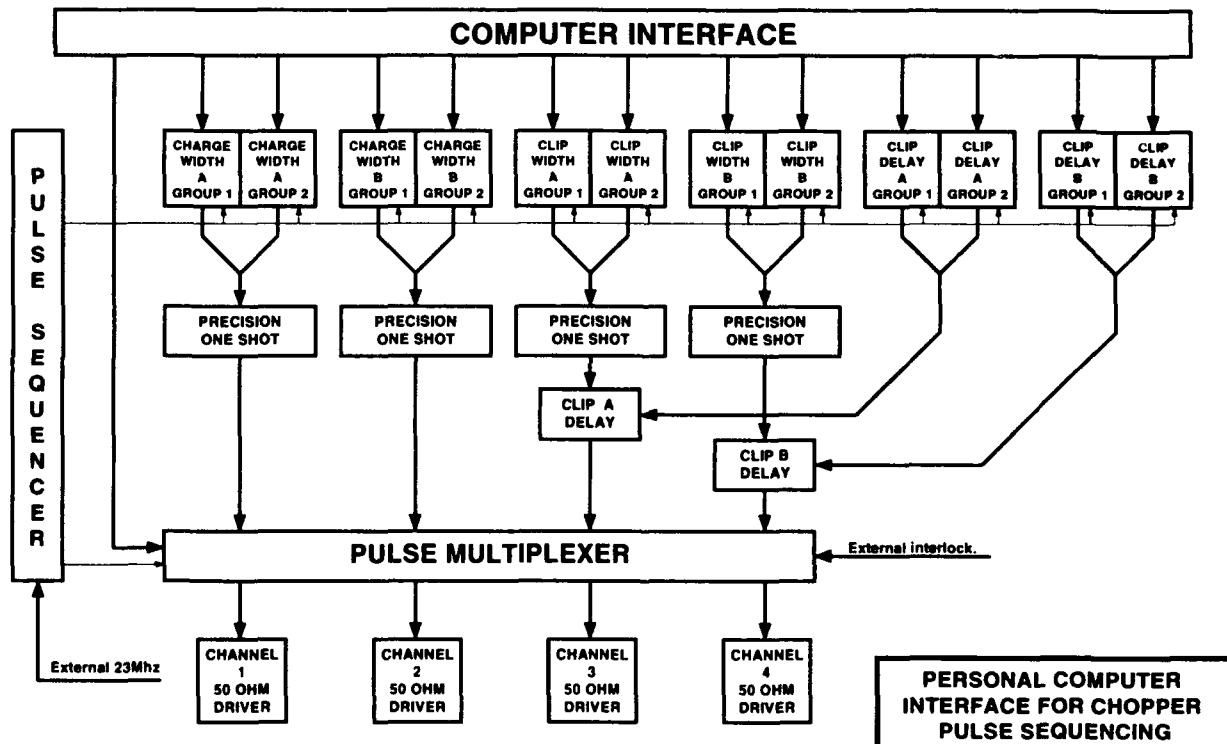 COMPUTER INTERFACE
PULSE SEQUENCER
CHARGE
WIDTH
A
GROUP 1
CHARGE
WIDTH
A
GROUP 2
CHARGE
WIDTH
B
GROUP 1
CHARGE
WIDTH
B
GROUP 2
CLIP
WIDTH
A
GROUP 1
CLIP
WIDTH
A
GROUP 2
CLIP
WIDTH
B
GROUP 1
CLIP
WIDTH
B
GROUP 2
CLIP
DELAY
A
GROUP 1
CLIP
DELAY
A
GROUP 2
CLIP
DELAY
B
GROUP 1
CLIP
DELAY
B
GROUP 2
PRECISION
ONE SHOT
PRECISION
ONE SHOT
PRECISION
ONE SHOT
PRECISION
ONE SHOT
CLIP A
DELAY
CLIP B
DELAY
PULSE MULTIPLEXER
External interlock.
External 23Mhz
CHANNEL
1
50 OHM
DRIVER
CHANNEL
2
50 OHM
DRIVER
CHANNEL
3
50 OHM
DRIVER
CHANNEL
4
50 OHM
DRIVER
PERSONAL COMPUTER
INTERFACE FOR CHOPPER
PULSE SEQUENCING